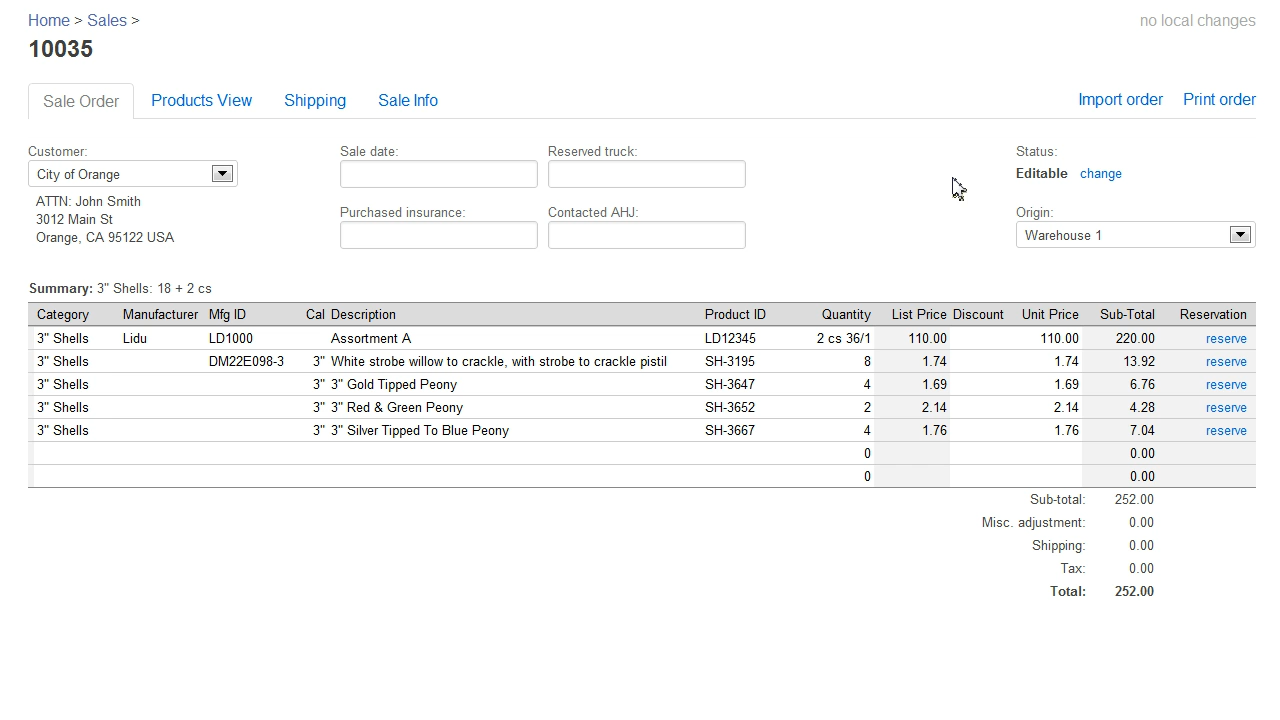 Home > Sales >
no local changes
10035
Sale Order Products View Shipping Sale Info Import order Print order
Customer: Sale date: Reserved truck: Status:
City of Orange Editable change
ATTN: John Smith
3012 Main St
Orange, CA 95122 USA
Purchased insurance: Contacted AHJ: Origin:
Warehouse 1
Summary: 3" Shells: 18 + 2 cs
Category Manufacturer Mfg ID Cal Description Product ID Quantity List Price Discount Unit Price Sub-Total Reservation
3" Shells Lidu LD1000 Assortment A LD12345 2 cs 36/1 110.00 110.00 220.00 reserve
3" Shells DM22E098-3 3" White strobe willow to crackle, with strobe to crackle pistil SH-3195 8 1.74 1.74 13.92 reserve
3" Shells 3" 3" Gold Tipped Peony SH-3647 4 1.69 1.69 6.76 reserve
3" Shells 3" 3" Red & Green Peony SH-3652 2 2.14 2.14 4.28 reserve
3" Shells 3" 3" Silver Tipped To Blue Peony SH-3667 4 1.76 1.76 7.04 reserve
0 0.00
0 0.00
Sub-total: 252.00
Misc. adjustment: 0.00
Shipping: 0.00
Tax: 0.00
Total: 252.00